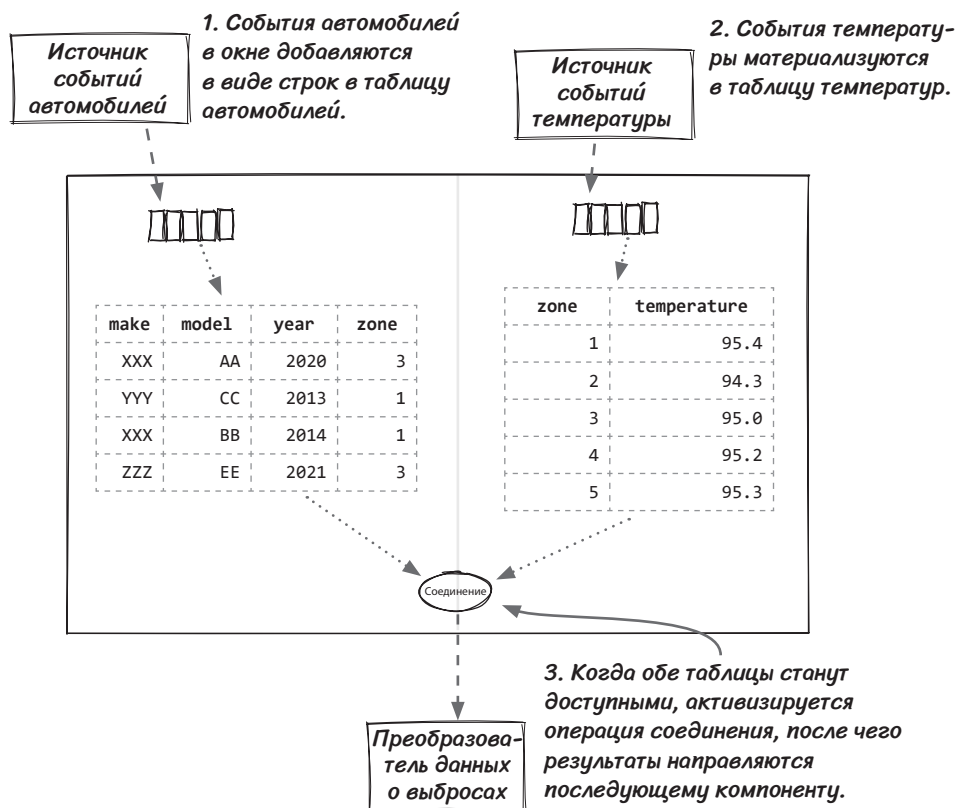 Источник
событий
автомобилей
1. События автомобилей
в окне добавляются
в виде строк в таблицу
автомобилей.
Источник
событий
температуры
2. События температу-
ры материализуются
в таблицу температур.
make model year zone
XXX AA 2020 3
YYY CC 2013 1
XXX BB 2014 1
ZZZ EE 2021 3
zone temperature
1 95.4
2 94.3
3 95.0
4 95.2
5 95.3
Соединение
3. Когда обе таблицы станут
доступными, активизируется
операция соединения, после чего
результаты направляются
последующему компоненту.
Преобразова-
тель данных
о выбросах